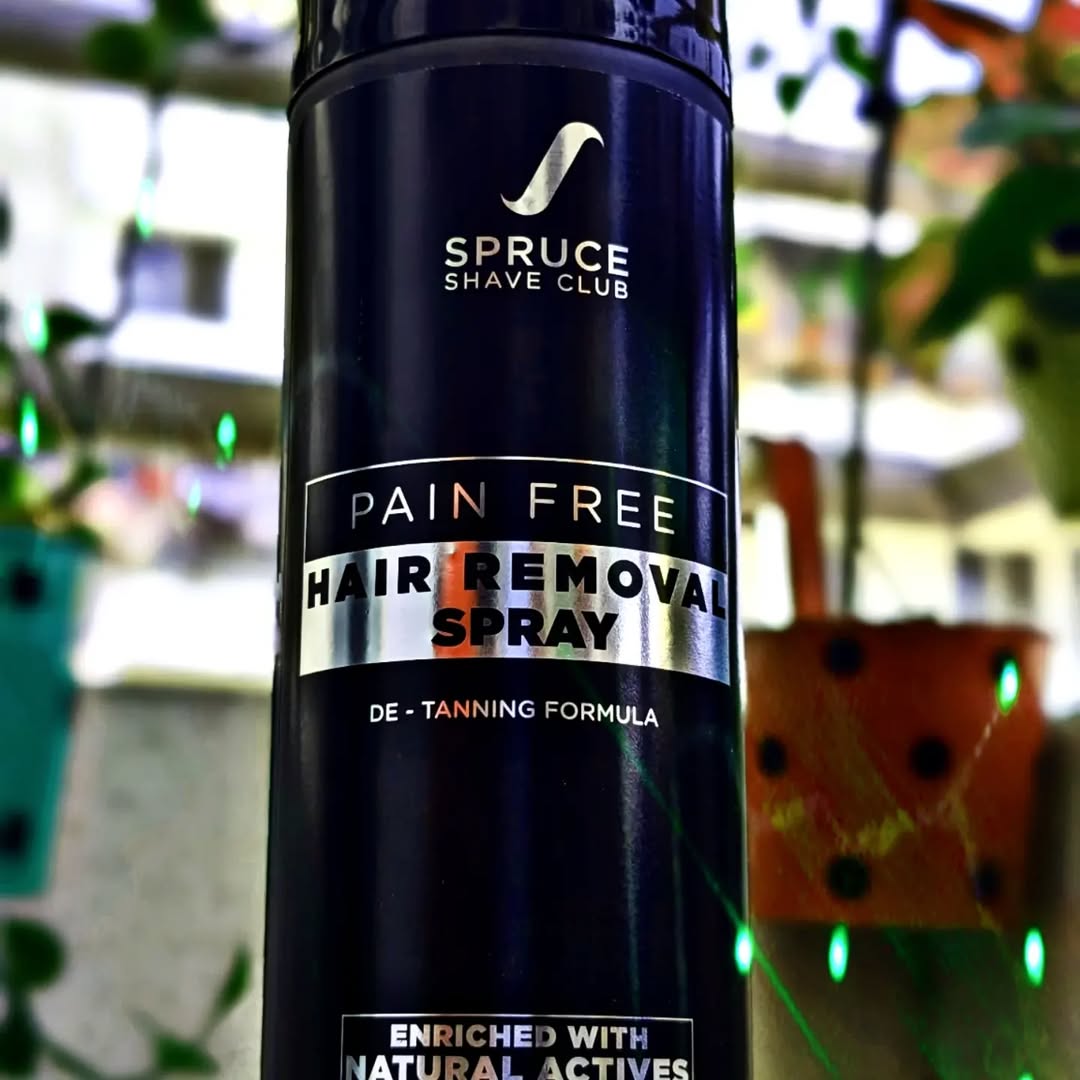 SPRUCE
SHAVE CLUB
PAIN FREE
HAIR REMOVAL
SPRAY
DE - TANNING FORMULA
ENRICHED WITH
NATURAL ACTIVES